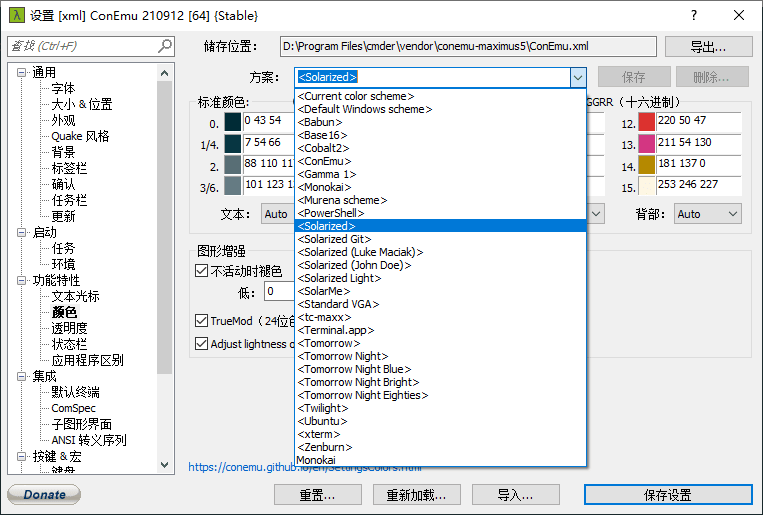 设置 [xml] ConEmu 210912 [64] {Stable}
查找 (Ctrl+F)
储存位置:
D:\Program Files\cmder\vendor\conemu-maximus5\ConEmu.xml
导出...
方案:
<Solarized>
保存
删除...
通用
字体
大小 & 位置
外观
Quake 风格
背景
标签栏
确认
任务栏
更新
启动
任务
环境
功能特性
文本光标
颜色
透明度
状态栏
应用程序区别
集成
默认终端
ComSpec
子图形界面
ANSI 转义序列
按键 & 宏
键盘
标准颜色:
GGRR (十六进制)
0.
0 43 54
1/4.
7 54 66
2.
88 110 11
3/6.
101 123 13
12.
220 50 47
13.
211 54 130
14.
181 137 0
15.
253 246 227
文本:
Auto
背部:
Auto
图形增强
不活动时褪色
低:
0
TrueMod (24位色
Adjust lightness o
<Current color scheme>
<Default Windows scheme>
<Babun>
<Base16>
<Cobalt2>
<ConEmu>
<Gamma 1>
<Monokai>
<Murena scheme>
<PowerShell>
<Solarized>
<Solarized Git>
<Solarized (Luke Maciak)>
<Solarized (John Doe)>
<Solarized Light>
<SolarMe>
<Standard VGA>
<tc-maxx>
<Terminal.app>
<Tomorrow>
<Tomorrow Night>
<Tomorrow Night Blue>
<Tomorrow Night Bright>
<Tomorrow Night Eighties>
<Twilight>
<Ubuntu>
<xterm>
<Zenburn>
Monokai
https://conemu.github.io/en/SettingsColors.html
Donate
重置...
重新加载...
导入...
保存设置